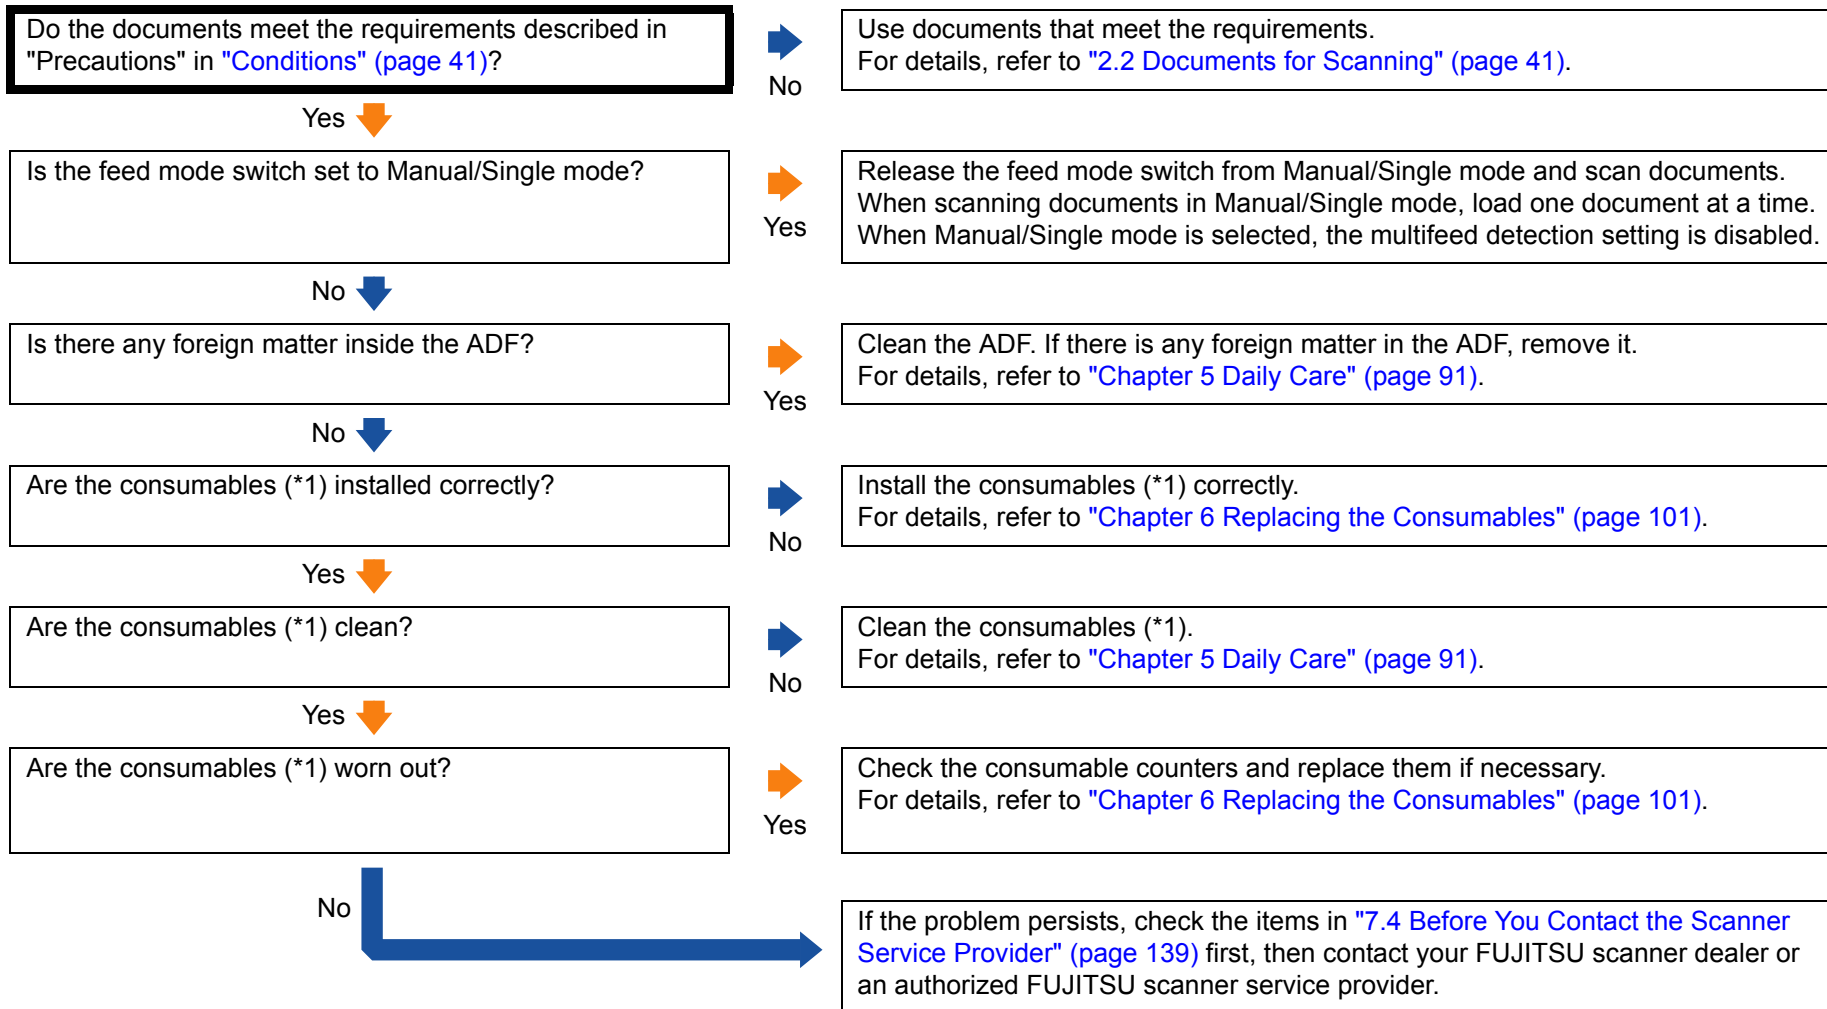 Do the documents meet the requirements described in
"Precautions" in "Conditions" (page 41)?
No
Use documents that meet the requirements.
For details, refer to "2.2 Documents for Scanning" (page 41).
Yes
Is the feed mode switch set to Manual/Single mode?
Yes
Release the feed mode switch from Manual/Single mode and scan documents.
When scanning documents in Manual/Single mode, load one document at a time.
When Manual/Single mode is selected, the multifeed detection setting is disabled.
No
Is there any foreign matter inside the ADF?
Yes
Clean the ADF. If there is any foreign matter in the ADF, remove it.
For details, refer to "Chapter 5 Daily Care" (page 91).
No
Are the consumables (*1) installed correctly?
No
Install the consumables (*1) correctly.
For details, refer to "Chapter 6 Replacing the Consumables" (page 101).
Yes
Are the consumables (*1) clean?
No
Clean the consumables (*1).
For details, refer to "Chapter 5 Daily Care" (page 91).
Yes
Are the consumables (*1) worn out?
Yes
Check the consumable counters and replace them if necessary.
For details, refer to "Chapter 6 Replacing the Consumables" (page 101).
No
If the problem persists, check the items in "7.4 Before You Contact the Scanner
Service Provider" (page 139) first, then contact your FUJITSU scanner dealer or
an authorized FUJITSU scanner service provider.